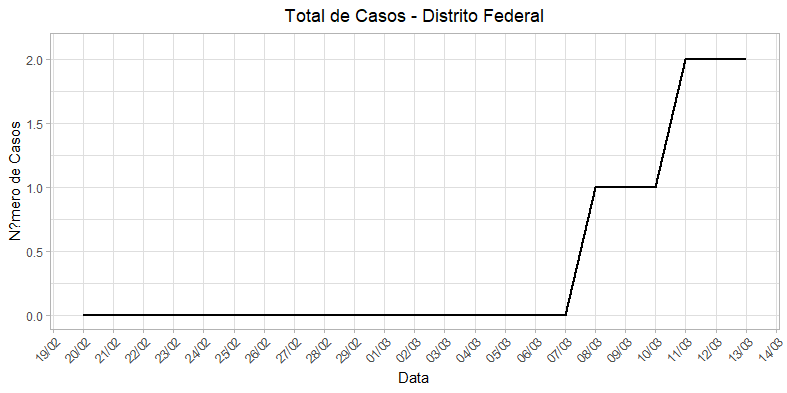 Total de Casos - Distrito Federal
N?mero de Casos
2.0
1.5
1.0
0.5
0.0
19/02 20/02 21/02 22/02 23/02 24/02 25/02 26/02 27/02 28/02 29/02 01/03 02/03 03/03 04/03 05/03 06/03 07/03 08/03 09/03 10/03 11/03 12/03 13/03 14/03
Data